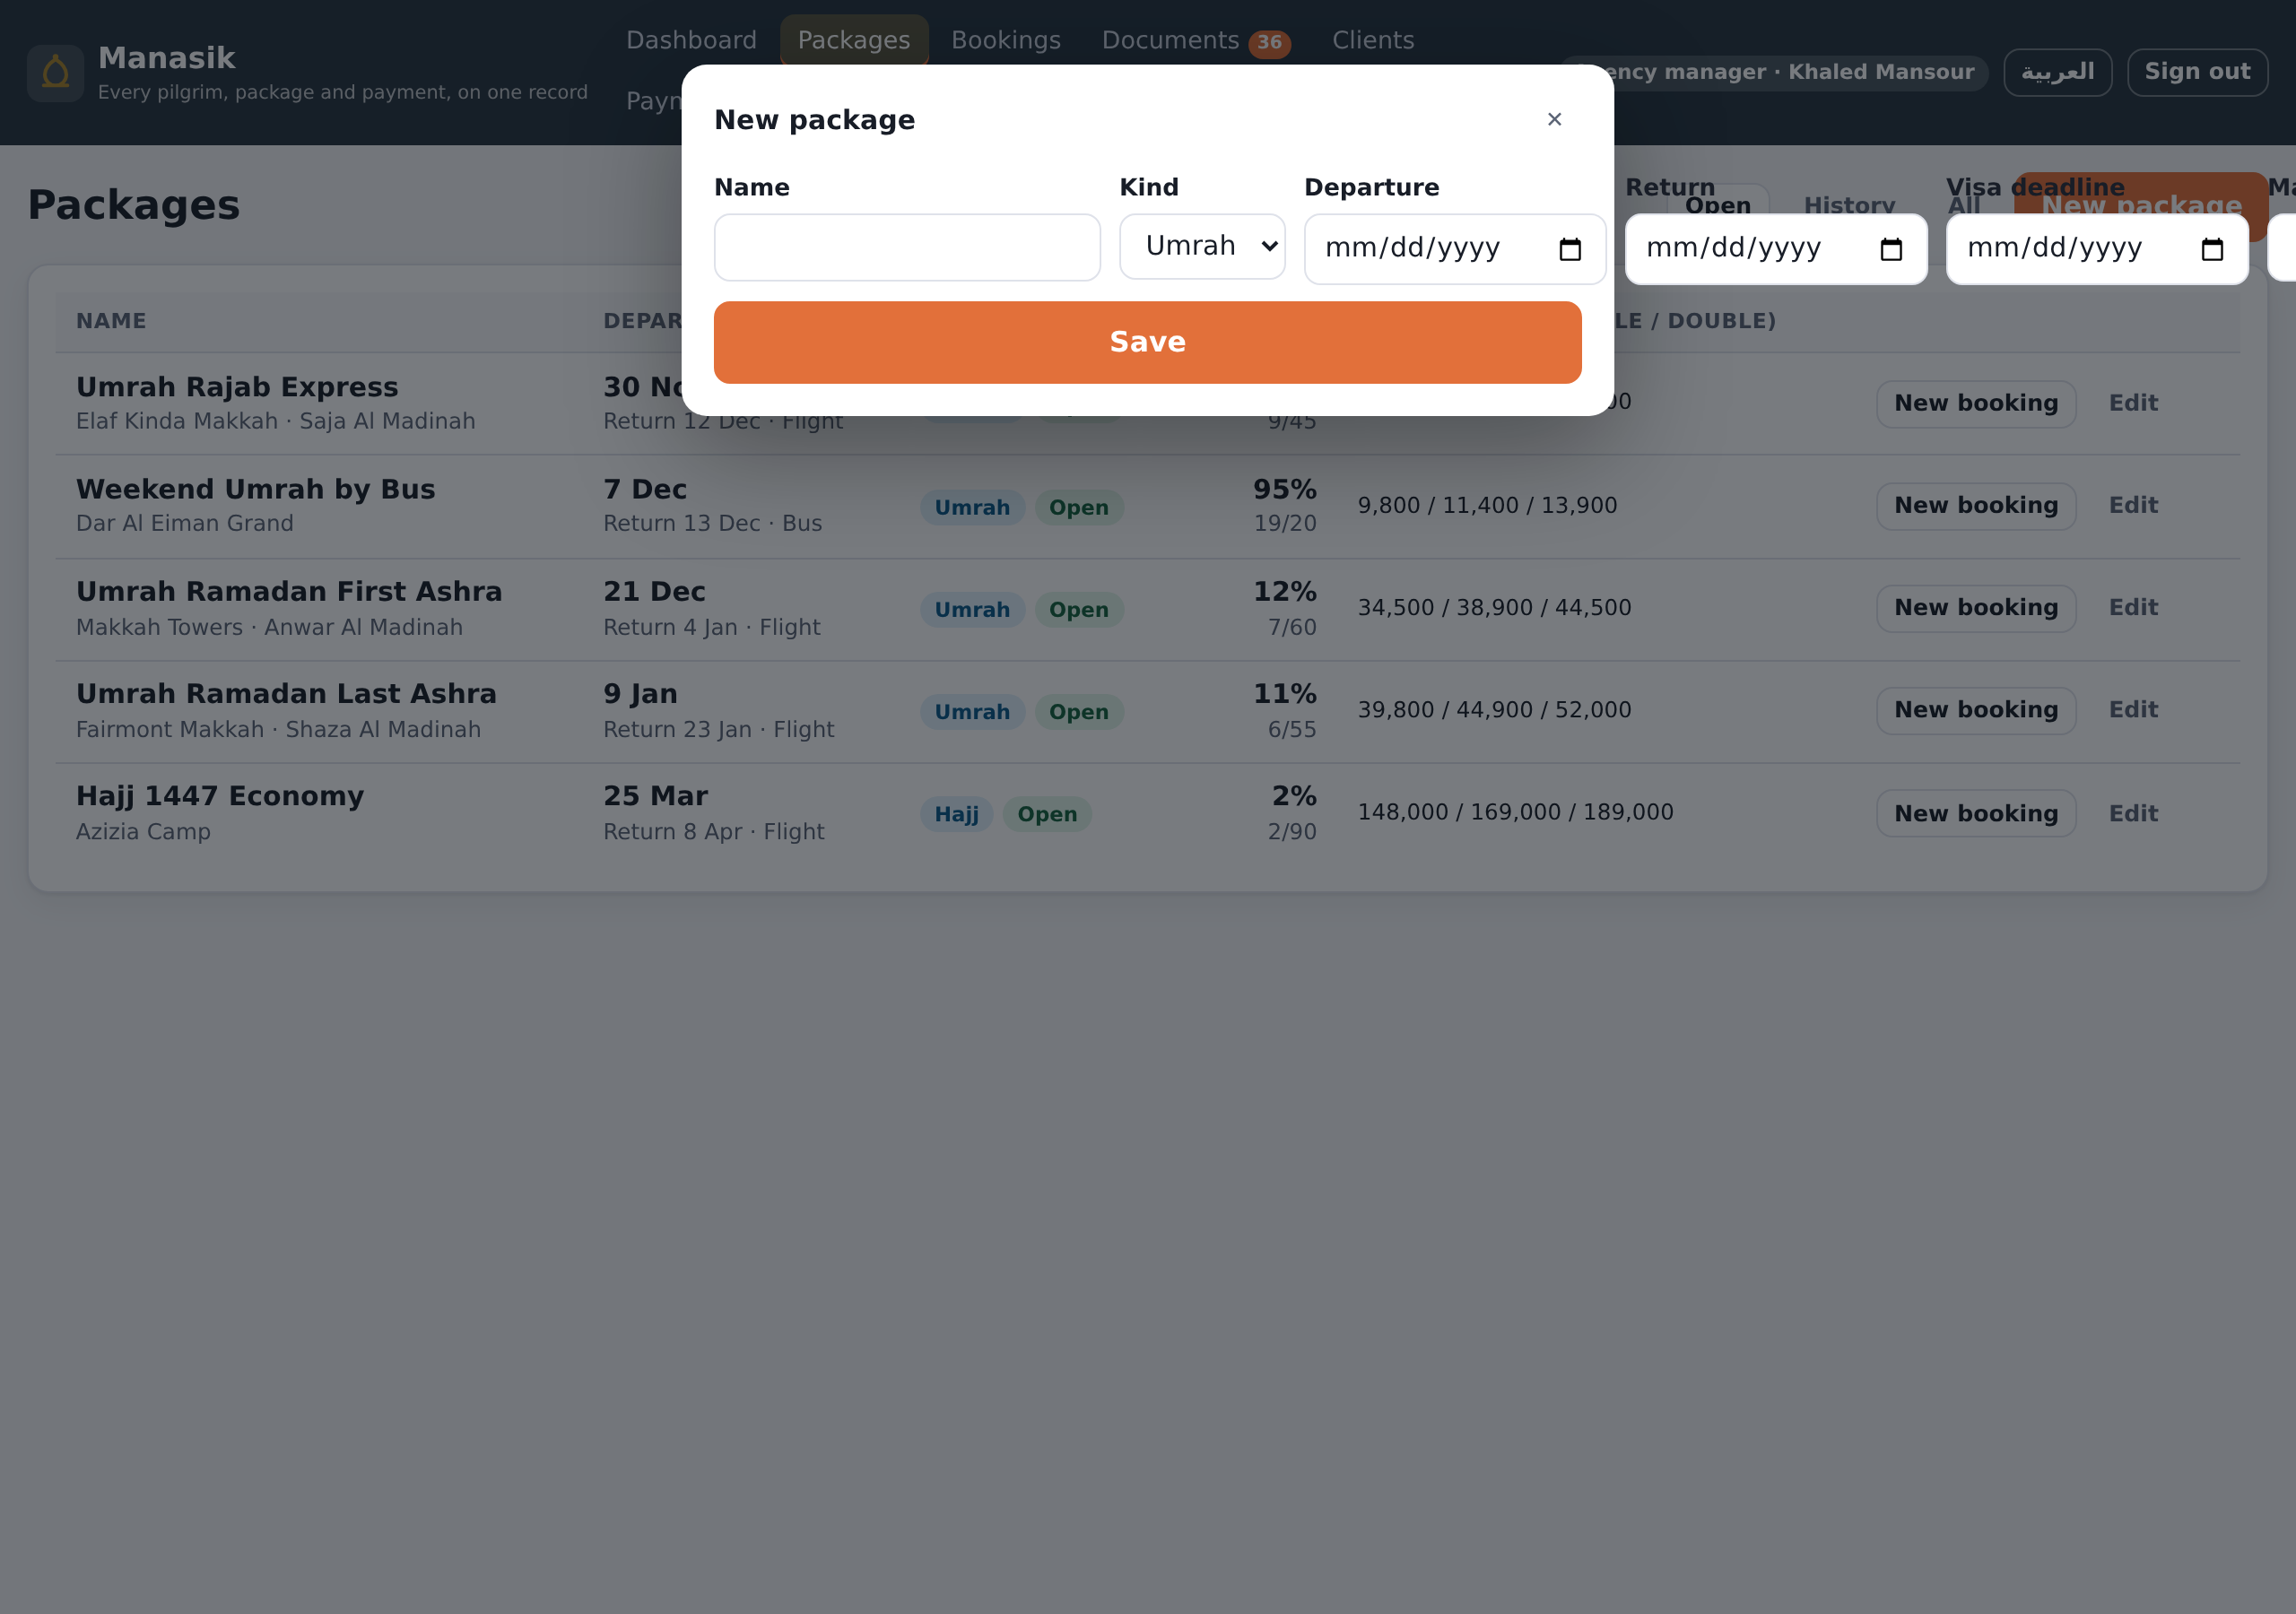 Manasik
Every pilgrim, package and payment, on one record
Dashboard Packages Bookings Documents 36 Clients
ency manager · Khaled Mansour العربية Sign out
New package ×
Name Kind Departure Return Visa deadline
Umrah mm/dd/yyyy mm/dd/yyyy mm/dd/yyyy
Save
Packages
Open History All New package
NAME LE / DOUBLE)
Umrah Rajab Express 30 No
Elaf Kinda Makkah · Saja Al Madinah Return 12 Dec · Flight 9/45 New booking Edit
Weekend Umrah by Bus 7 Dec 95%
Dar Al Eiman Grand Return 13 Dec · Bus Umrah Open 19/20 9,800 / 11,400 / 13,900 New booking Edit
Umrah Ramadan First Ashra 21 Dec 12%
Makkah Towers · Anwar Al Madinah Return 4 Jan · Flight Umrah Open 7/60 34,500 / 38,900 / 44,500 New booking Edit
Umrah Ramadan Last Ashra 9 Jan 11%
Fairmont Makkah · Shaza Al Madinah Return 23 Jan · Flight Umrah Open 6/55 39,800 / 44,900 / 52,000 New booking Edit
Hajj 1447 Economy 25 Mar 2%
Azizia Camp Return 8 Apr · Flight Hajj Open 2/90 148,000 / 169,000 / 189,000 New booking Edit